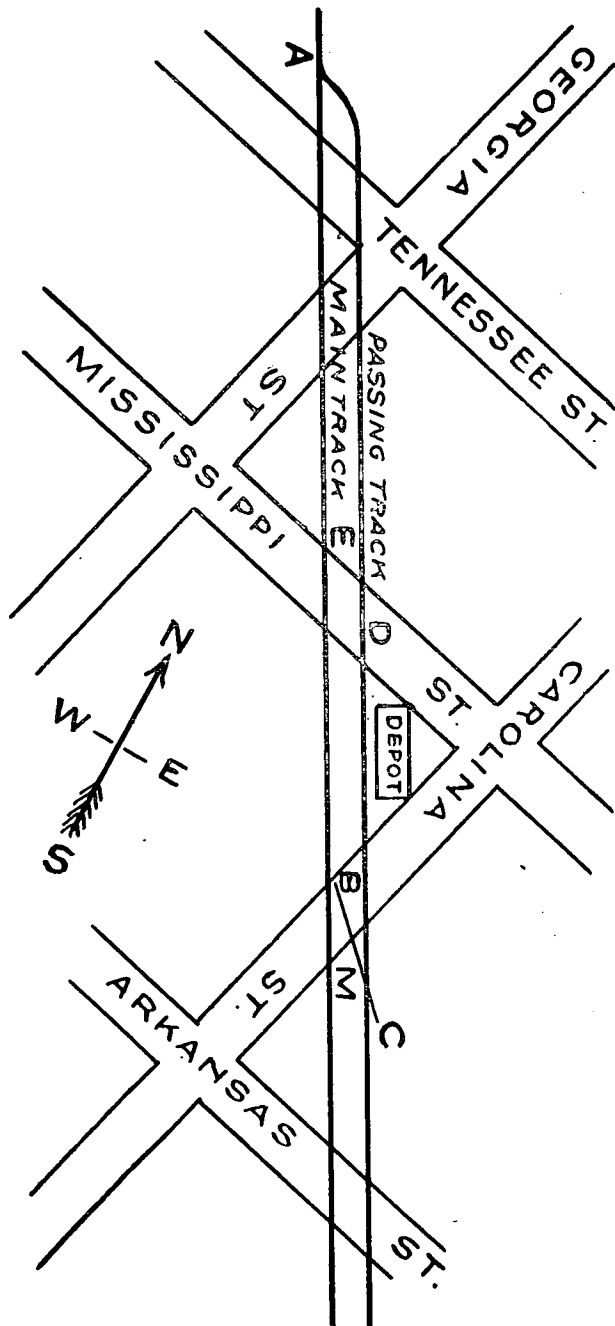 A
GEORGIA
ST
TENNESSEE ST.
MAIN TRACK
PASSING TRACK
E
D
MISSISSIPPI
ST.
CAROLINA
ST.
DEPOT
N
W E
S
B
M
C
ARKANSAS
ST.